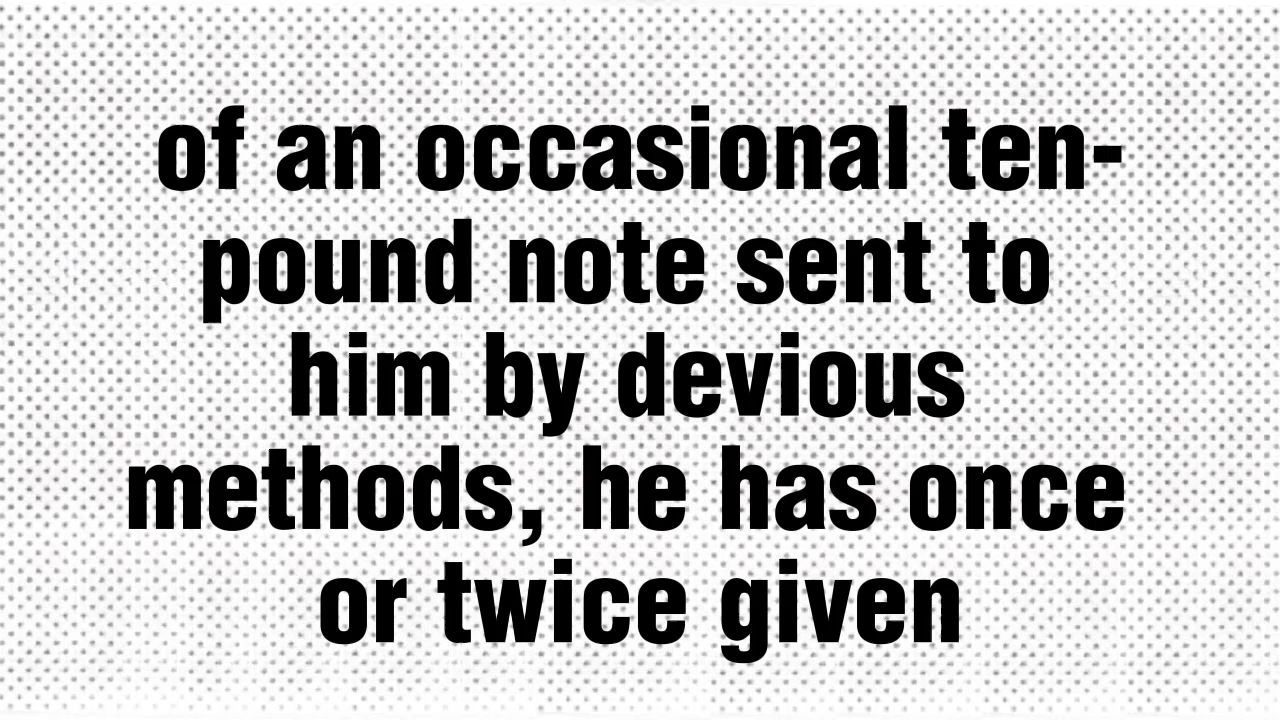 of an occasional ten-
pound note sent to
him by devious
methods, he has once
or twice given